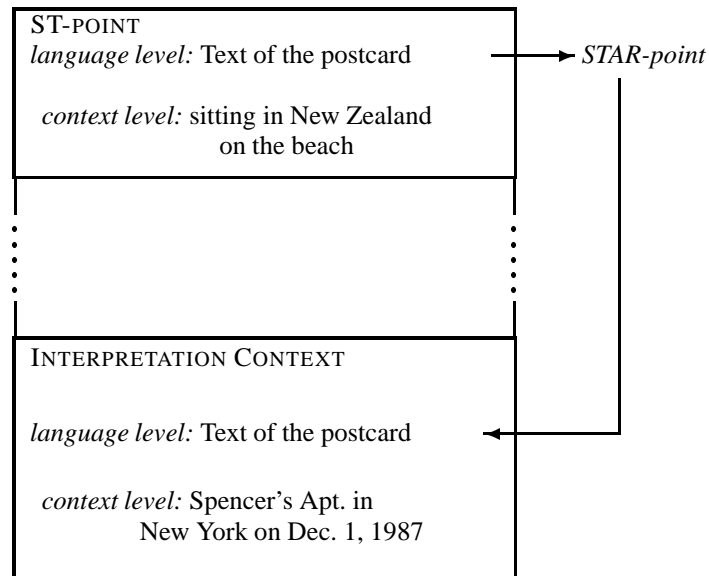 ST-POINT
language level: Text of the postcard
STAR-point
context level: sitting in New Zealand
on the beach
INTERPRETATION CONTEXT
language level: Text of the postcard
context level: Spencer's Apt. in
New York on Dec. 1, 1987